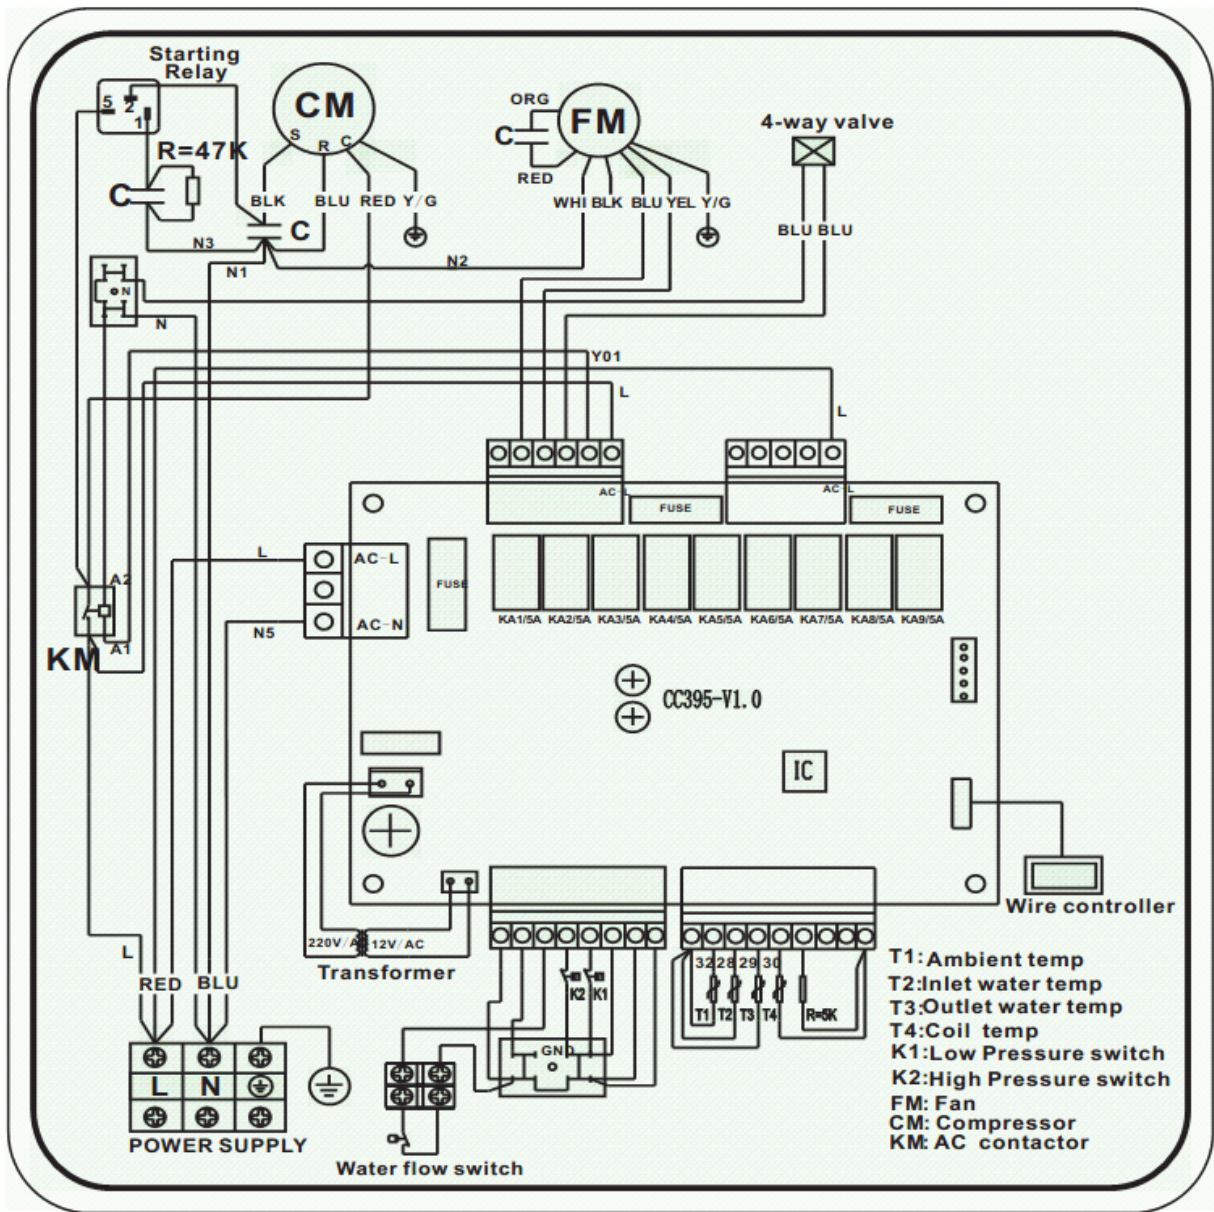 Starting
Relay
5
2
1
R=47K
C
CM
S
R
C
BLK
BLU
RED
Y/G
C
ORG
C
FM
RED
WHI
BLK
BLU
YEL
Y/G
4-way valve
BLU
BLU
N3
N1
N2
N
N
Y01
L
L
AC-L
AC-L
FUSE
FUSE
L
AC-L
FUSE
N5
AC-N
A2
A1
KM
KA1/5A
KA2/5A
KA3/5A
KA4/5A
KA5/5A
KA6/5A
KA7/5A
KA8/5A
KA9/5A
CC395-V1.0
IC
220V/A
12V/AC
Transformer
Wire controller
L
RED
BLU
K2
K1
GND
32
28
29
30
T1
T2
T3
T4
R=5K
L
N
POWER SUPPLY
Water flow switch
T1:Ambient temp
T2:Inlet water temp
T3:Outlet water temp
T4:Coil temp
K1:Low Pressure switch
K2:High Pressure switch
FM: Fan
CM: Compressor
KM: AC contactor